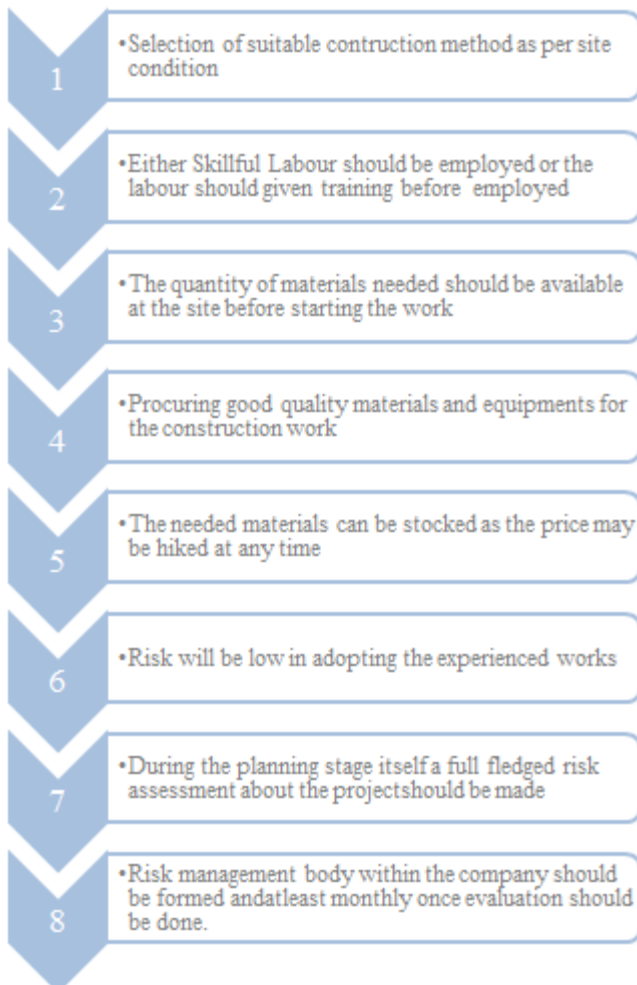 1
•Selection of suitable contruction method as per site
condition
2
•Either Skillful Labour should be employed or the
labour should given training before employed
3
•The quantity of materials needed should be available
at the site before starting the work
4
•Procuring good quality materials and equipments for
the construction work
5
•The needed materials can be stocked as the price may
be hiked at any time
6
•Risk will be low in adopting the experienced works
7
•During the planning stage itself a full fledged risk
assessment about the projectshould be made
8
•Risk management body within the company should
be formed andatleast monthly once evaluation should
be done.